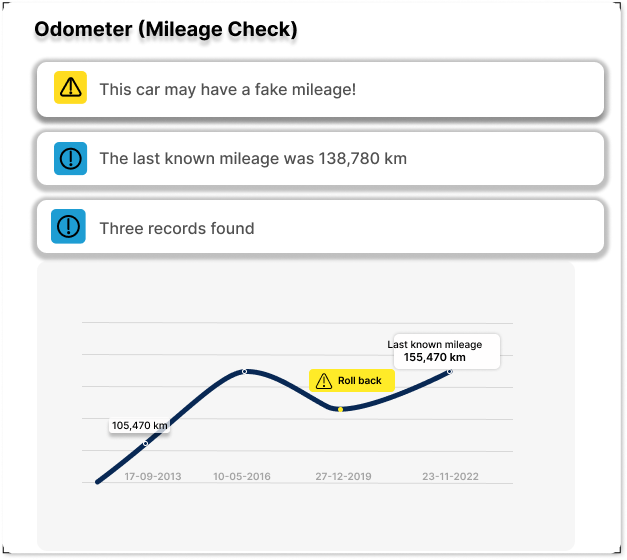 Odometer (Mileage Check)
This car may have a fake mileage!
The last known mileage was 138,780 km
Three records found
Last known mileage
155,470 km
Roll back
105,470 km
17-09-2013 10-05-2016 27-12-2019 23-11-2022